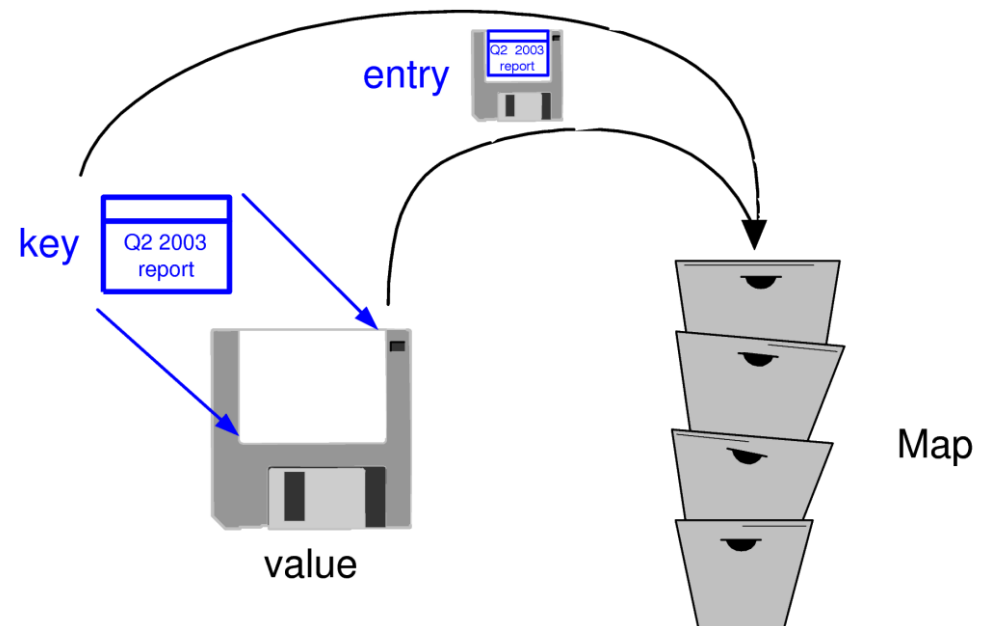 entry
Q2 2003
report
key
Q2 2003
report
Map
value